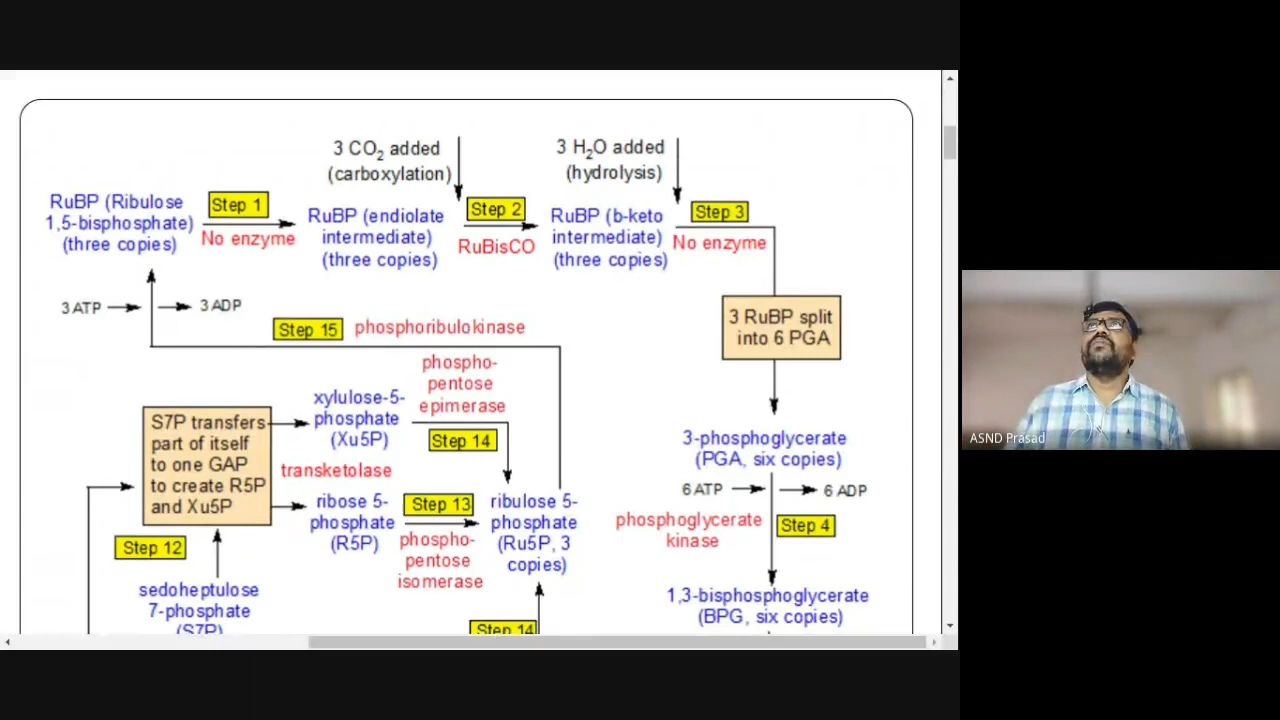 3 CO2 added
(carboxylation)
3 H2O added
(hydrolysis)
RuBP (Ribulose
1,5-bisphosphate)
(three copies)
Step 1
No enzyme
RuBP (endiolate
intermediate)
(three copies)
Step 2
RuBisCO
RuBP (b-keto
intermediate)
(three copies)
Step 3
No enzyme
3 ATP
3 ADP
Step 15
phosphoribulokinase
3 RuBP split
into 6 PGA
phospho-
pentose
epimerase
xylulose-5-
phosphate
(Xu5P)
Step 14
S7P transfers
part of itself
to one GAP
to create R5P
and Xu5P
transketolase
ribose 5-
phosphate
(R5P)
Step 13
phospho-
pentose
isomerase
ribulose 5-
phosphate
(Ru5P, 3
copies)
3-phosphoglycerate
(PGA, six copies)
6 ATP
6 ADP
phosphoglycerate
kinase
Step 4
Step 12
sedoheptulose
7-phosphate
(S7P)
Step 14
1,3-bisphosphoglycerate
(BPG, six copies)
ASND Prasad